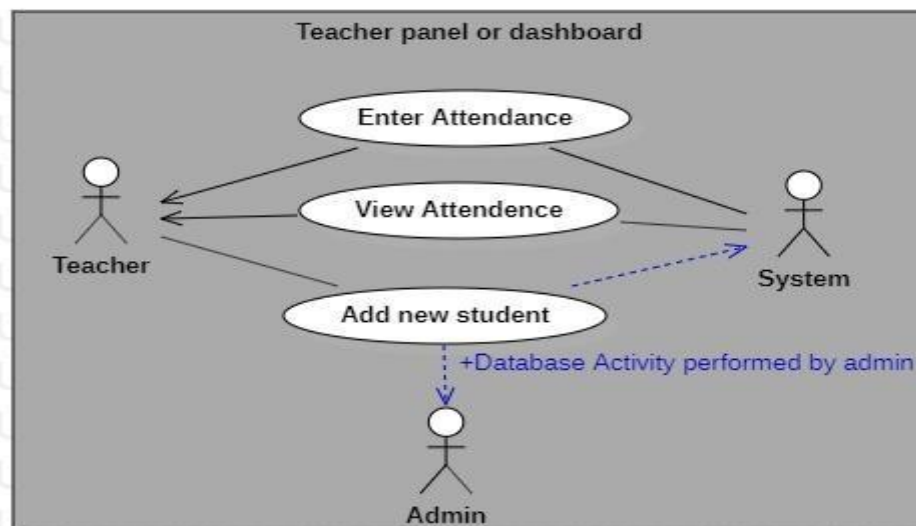 Teacher panel or dashboard
Enter Attendance
View Attendence
Teacher
System
Add new student
+Database Activity performed by admin
Admin